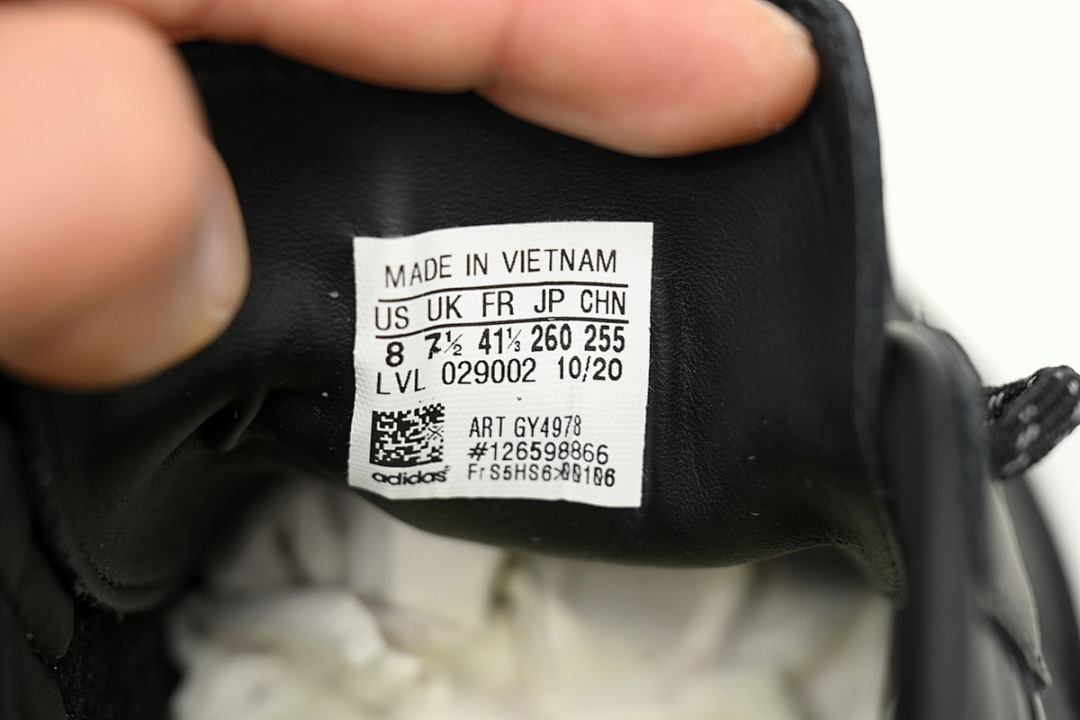 MADE IN VIETNAM
US UK FR JP CHN
8 7½ 41⅓ 260 255
LVL 029002 10/20
ART GY4978
#126598866
adidas